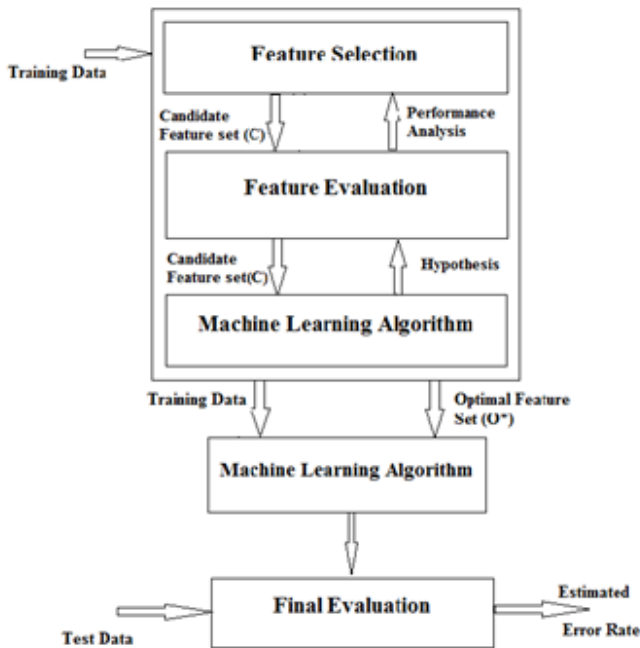 Feature Selection
Training Data
Candidate
Feature set (C)
Performance
Analysis
Feature Evaluation
Candidate
Feature set(C)
Hypothesis
Machine Learning Algorithm
Training Data
Optimal Feature
Set (O*)
Machine Learning Algorithm
Final Evaluation
Estimated
Error Rate
Test Data